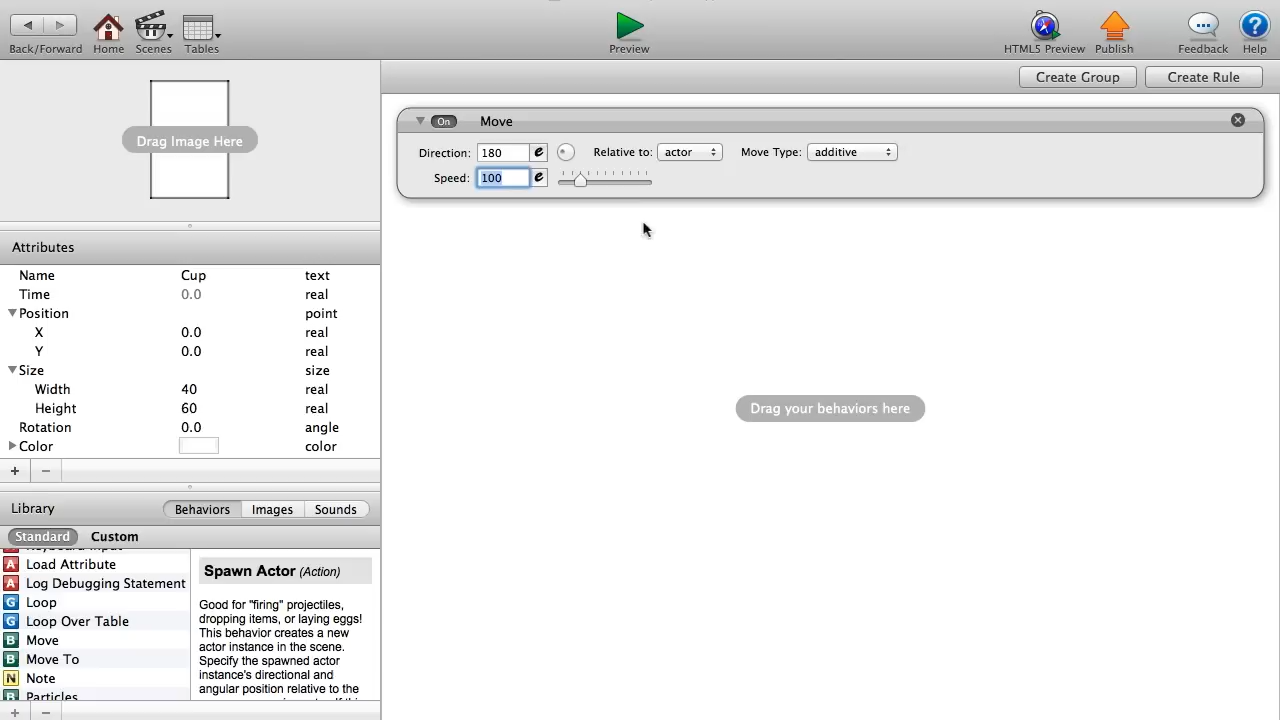 Back/Forward
Home
Scenes
Tables
Preview
HTML5 Preview
Publish
Feedback
Help
Create Group
Create Rule
Drag Image Here
On
Move
Direction: 180 e Relative to: actor Move Type: additive
Speed: 100 e
Attributes
Name Cup text
Time 0.0 real
Position point
X 0.0 real
Y 0.0 real
Size size
Width 40 real
Height 60 real
Rotation 0.0 angle
Color color
+ −
Drag your behaviors here
Library Behaviors Images Sounds
Standard Custom
Keyboard Input
A Load Attribute
A Log Debugging Statement
G Loop
G Loop Over Table
B Move
B Move To
N Note
B Particles
Spawn Actor (Action)
Good for "firing" projectiles,
dropping items, or laying eggs!
This behavior creates a new
actor instance in the scene.
Specify the spawned actor
instance's directional and
angular position relative to the
+ −